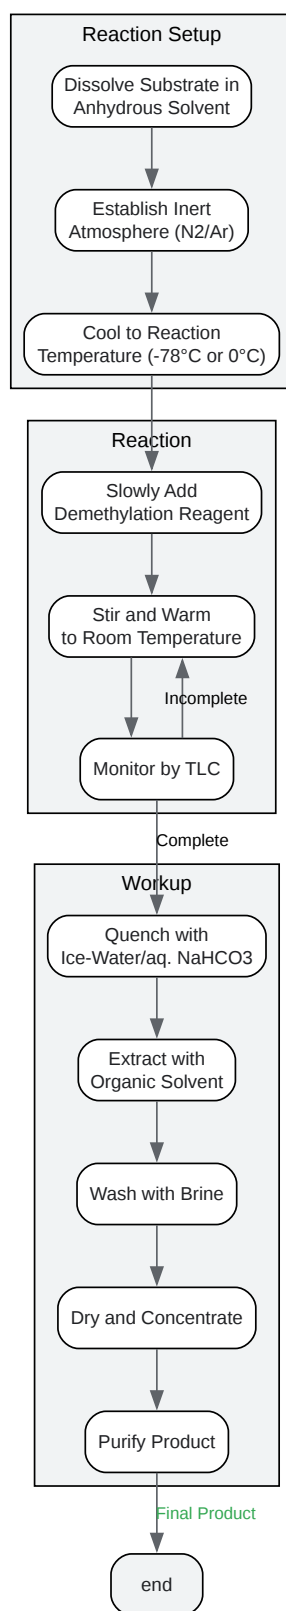 Reaction Setup
Dissolve Substrate in
Anhydrous Solvent
Establish Inert
Atmosphere (N2/Ar)
Cool to Reaction
Temperature (-78°C or 0°C)
Reaction
Slowly Add
Demethylation Reagent
Stir and Warm
to Room Temperature
Incomplete
Monitor by TLC
Complete
Workup
Quench with
Ice-Water/aq. NaHCO3
Extract with
Organic Solvent
Wash with Brine
Dry and Concentrate
Purify Product
Final Product
end